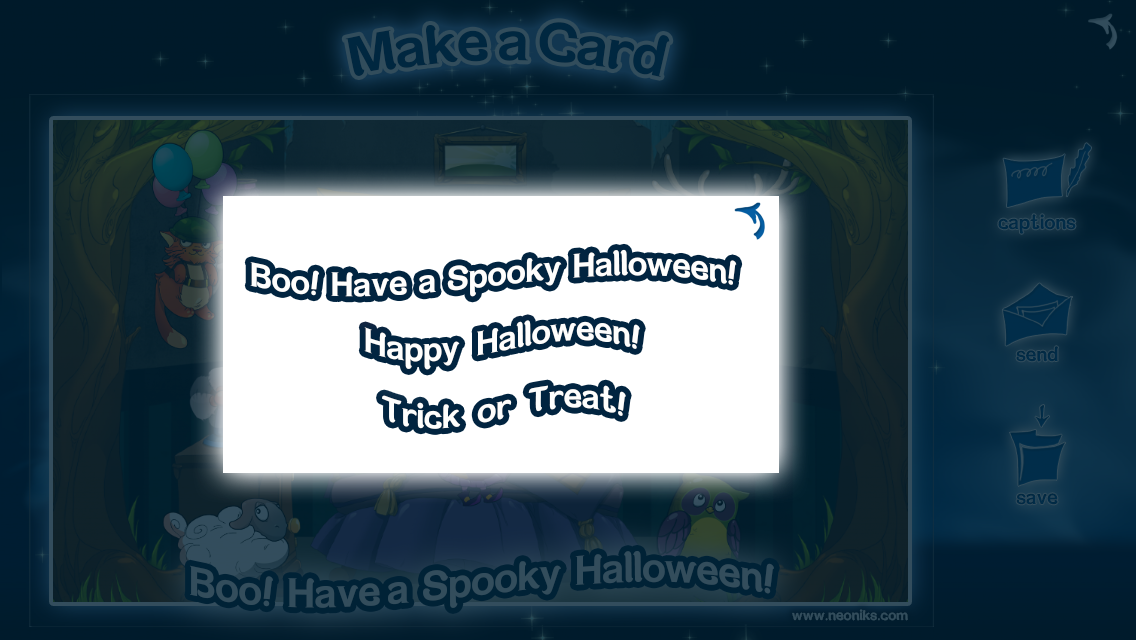 Make a Card
Boo! Have a Spooky Halloween!
Happy Halloween!
Trick or Treat!
captions
send
save
Boo! Have a Spooky Halloween!
www.neoniks.com